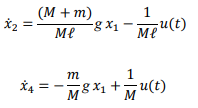 ẋ₂ = (M + m)/(Mℓ) g x₁ − 1/(Mℓ) u(t)
ẋ₄ = − m/M g x₁ + 1/M u(t)